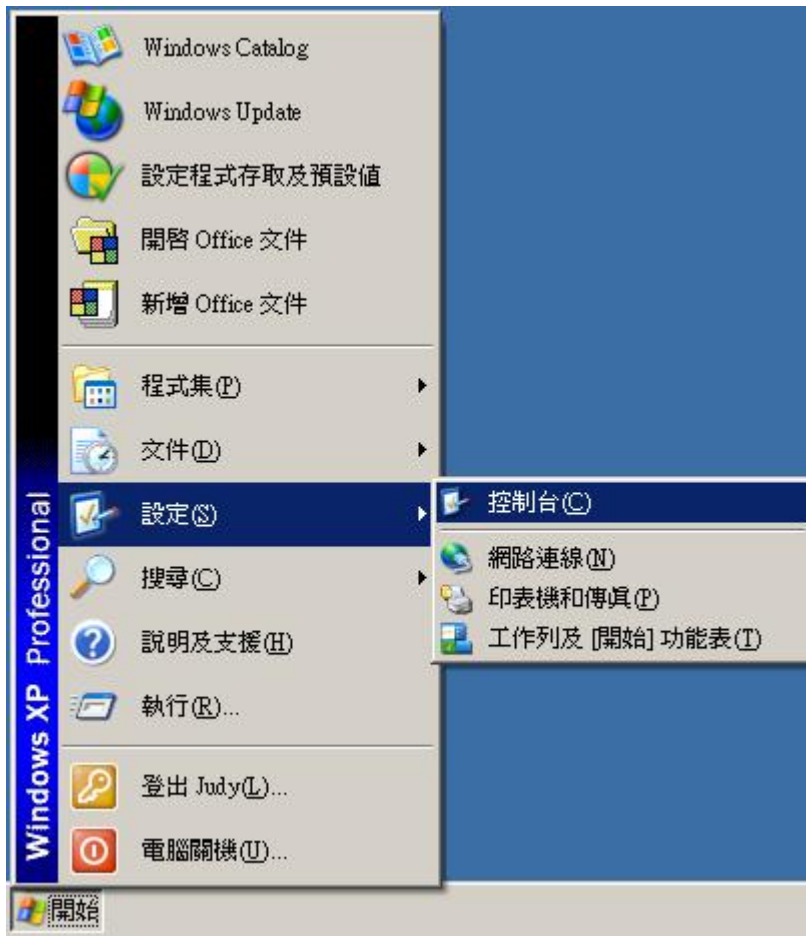 Windows Catalog
Windows Update
設定程式存取及預設值
開啓 Office 文件
新增 Office 文件
程式集(P)
文件(D)
設定(S)
搜尋(C)
說明及支援(H)
執行(R)...
登出 Judy(L)...
電腦關機(U)...
控制台(C)
網路連線(N)
印表機和傳真(P)
工作列及 [開始] 功能表(T)
Windows XP Professional
開始